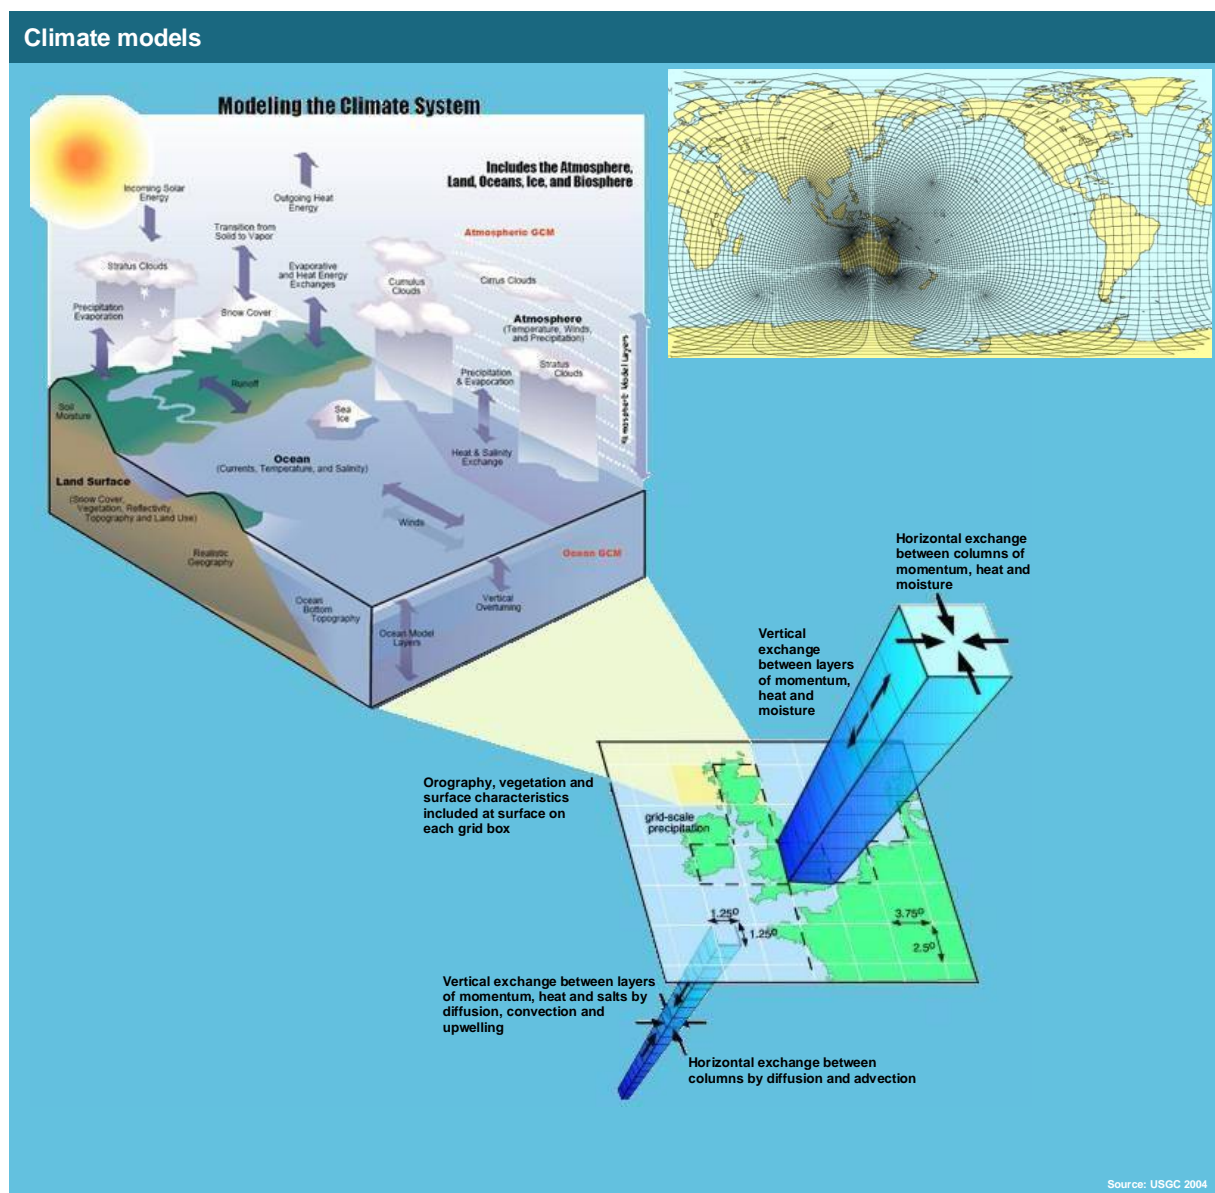 Climate models
Modeling the Climate System
Includes the Atmosphere,
Land, Oceans, Ice, and Biosphere
Incoming Solar
Energy
Outgoing Heat
Energy
Transition from
Solid to Vapor
Atmospheric GCM
Stratus Clouds
Evaporative
and Heat Energy
Exchanges
Cumulus
Clouds
Cirrus Clouds
Precipitation
Evaporation
Snow Cover
Atmosphere
(Temperature, Winds,
and Precipitation)
Stratus
Clouds
Precipitation
& Evaporation
Runoff
Soil
Moisture
Sea
Ice
Heat & Salinity
Exchange
Ocean
(Currents, Temperature, and Salinity)
Land Surface
(Snow Cover,
Vegetation, Reflectivity,
Topography and Land Use)
Winds
Realistic
Geography
Ocean GCM
Ocean
Bottom
Topography
Vertical
Overturning
Ocean Model
Layers
Horizontal exchange
between columns of
momentum, heat and
moisture
Vertical
exchange
between layers
of momentum,
heat and
moisture
Orography, vegetation and
surface characteristics
included at surface on
each grid box
grid-scale
precipitation
1.25º
1.25º
3.75º
2.5º
Vertical exchange between layers
of momentum, heat and salts by
diffusion, convection and
upwelling
Horizontal exchange between
columns by diffusion and advection
Source: USGC 2004